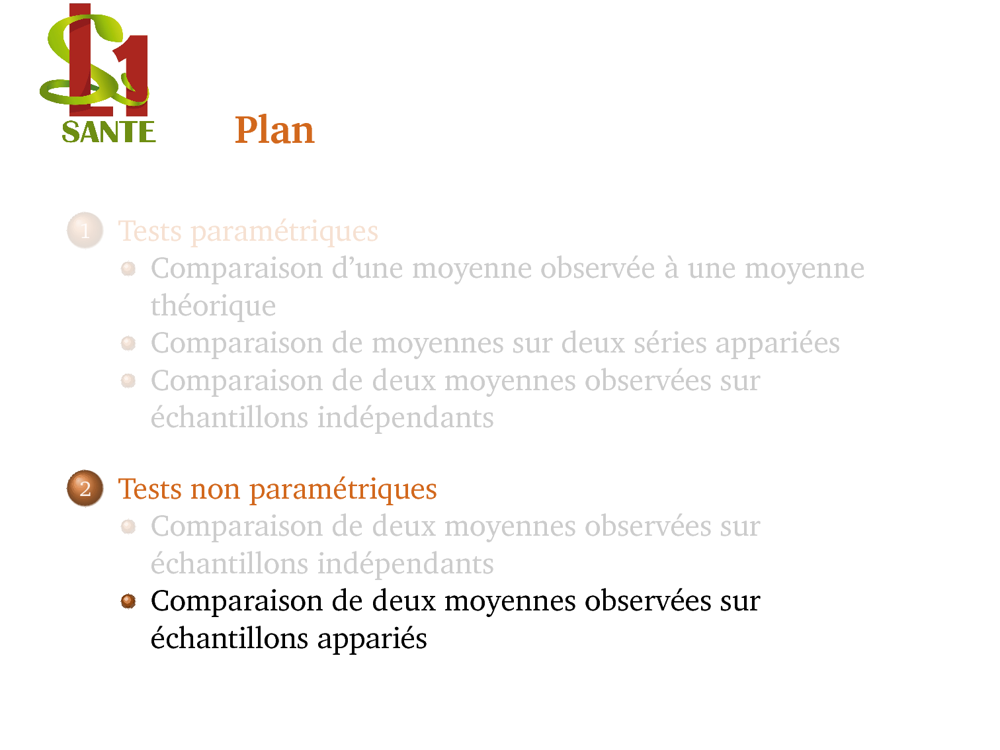 L1
SANTE
Plan
1 Tests paramétriques
Comparaison d’une moyenne observée à une moyenne
théorique
Comparaison de moyennes sur deux séries appariées
Comparaison de deux moyennes observées sur
échantillons indépendants
2 Tests non paramétriques
Comparaison de deux moyennes observées sur
échantillons indépendants
Comparaison de deux moyennes observées sur
échantillons appariés